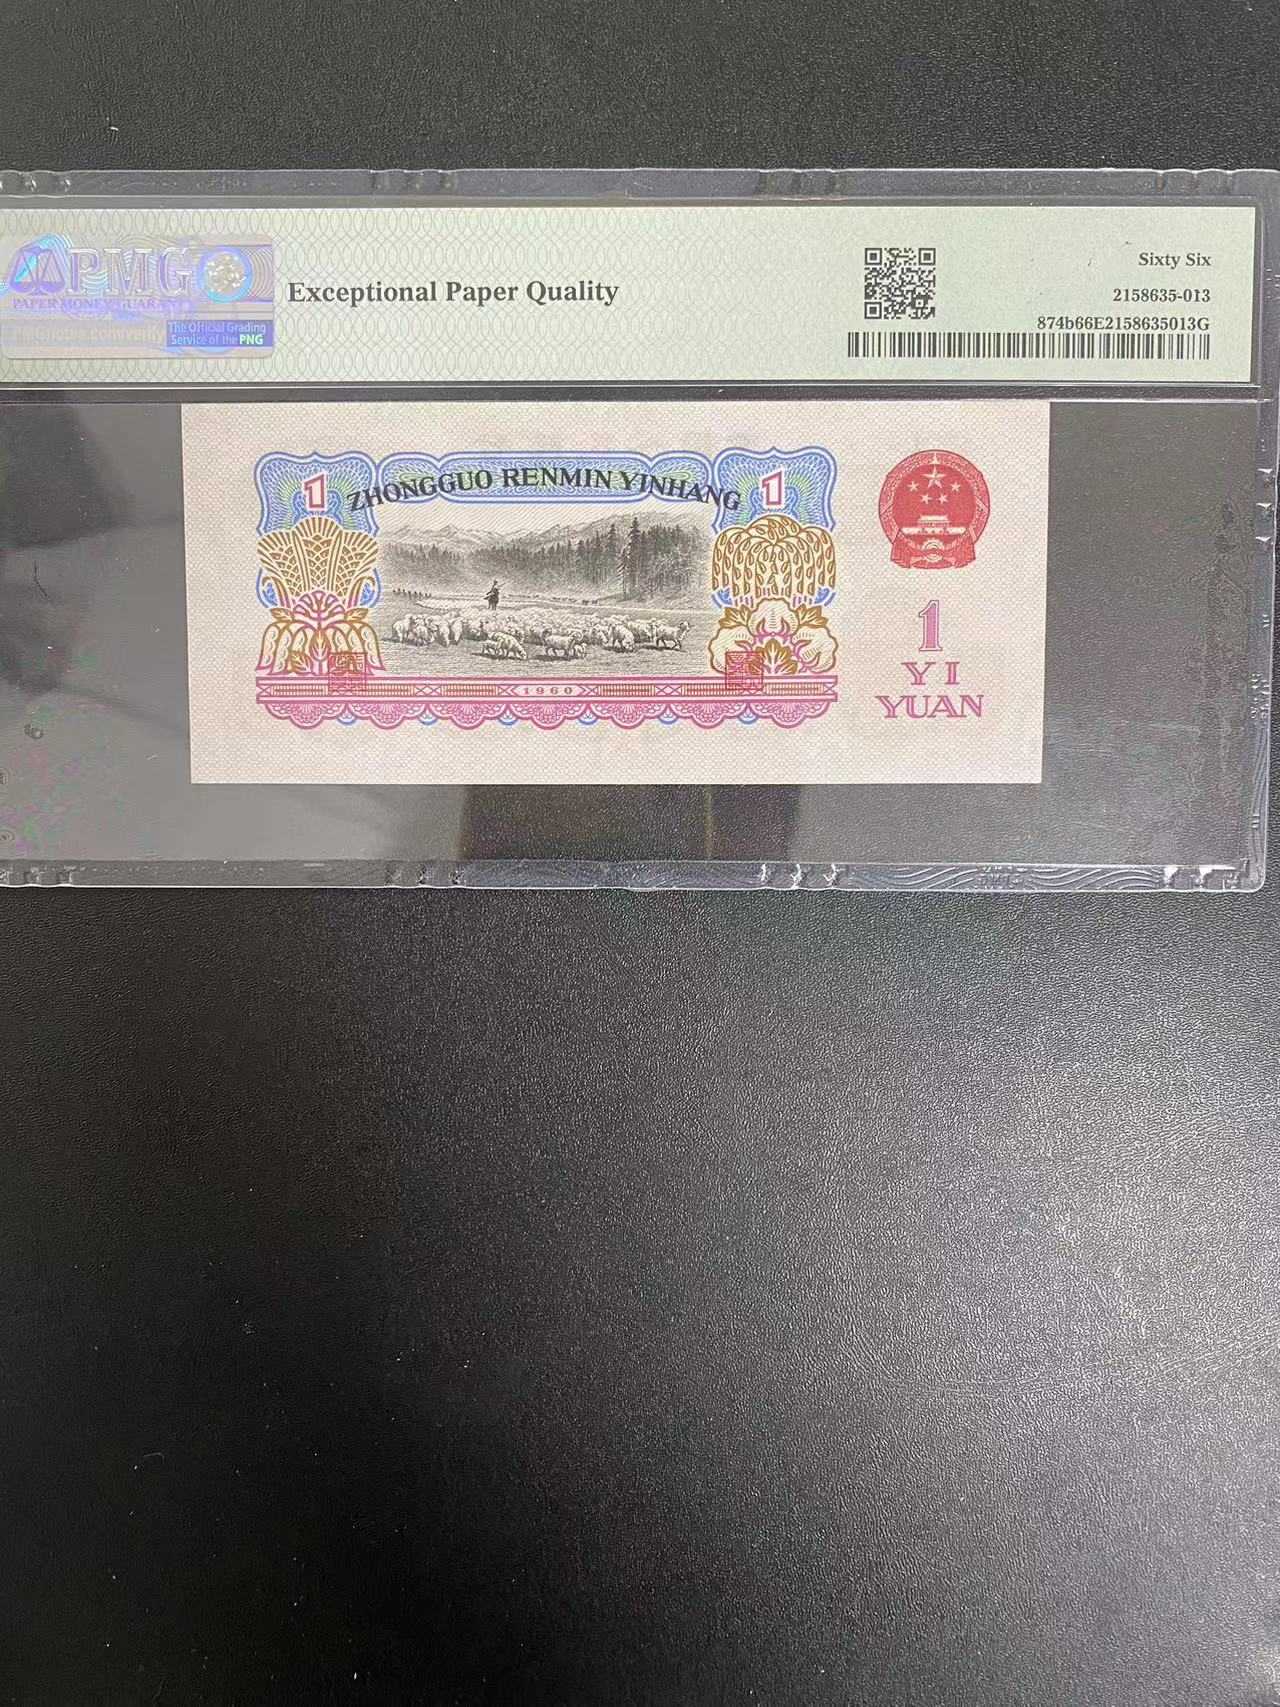 PMG
PAPER MONEY GUARANTY
The Official Grading
Service of the PNG
Exceptional Paper Quality
Sixty Six
2158635-013
874b66E2158635013G
1 ZHONGGUO RENMIN YINHANG 1
1960
1
YI
YUAN